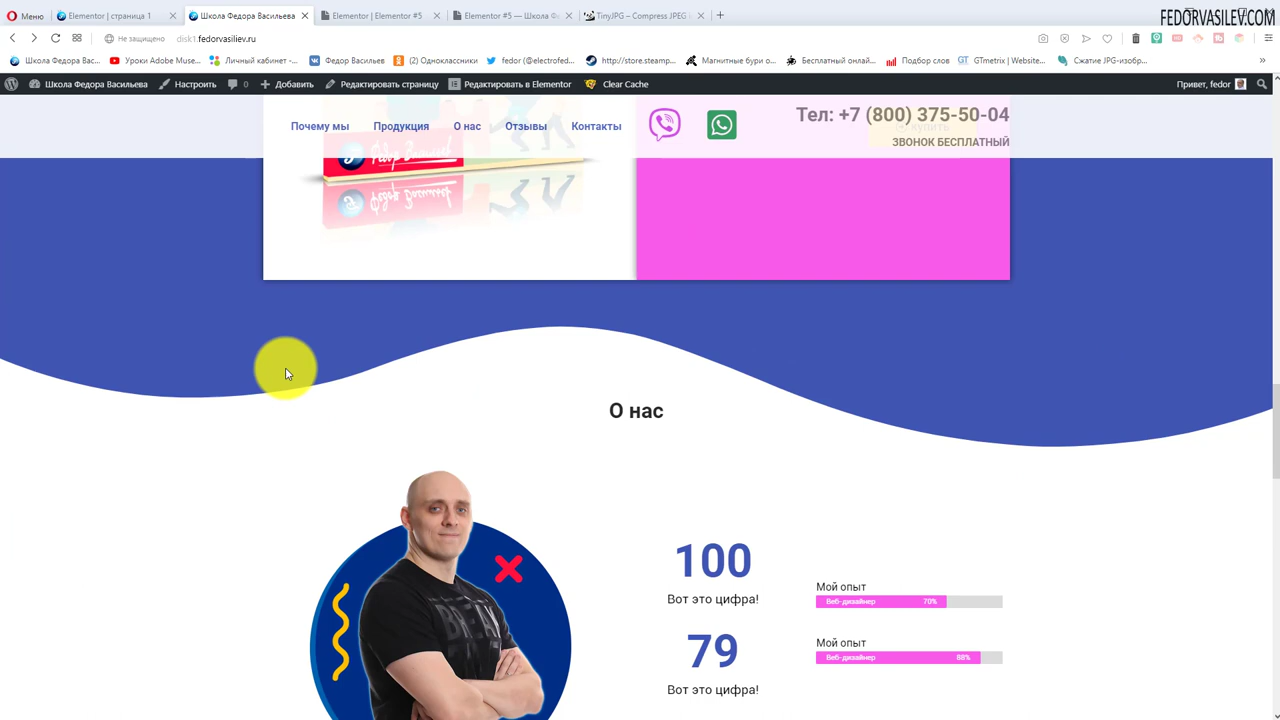 Меню
Elementor | страница 1
Школа Федора Васильева
Elementor | Elementor #5
Elementor #5 — Школа Ф
TinyJPG – Compress JPEG
FEDORVASILEV.COM
Не защищено
disk1.fedorvasiliev.ru
Школа Федора Вас...
Уроки Adobe Muse...
Личный кабинет -...
Федор Васильев
(2) Одноклассники
fedor (@electrofed...
http://store.steamp...
Магнитные бури о...
Бесплатный онлай...
Подбор слов
GTmetrix | Website...
Сжатие JPG-изобр...
Школа Федора Васильева
Настроить
0
Добавить
Редактировать страницу
Редактировать в Elementor
Clear Cache
Привет, fedor
Почему мы
Продукция
О нас
Отзывы
Контакты
Тел: +7 (800) 375-50-04
Купить
ЗВОНОК БЕСПЛАТНЫЙ
Федор Васильев
О нас
100
Вот это цифра!
79
Вот это цифра!
Мой опыт
Веб-дизайнер 70%
Мой опыт
Веб-дизайнер 88%